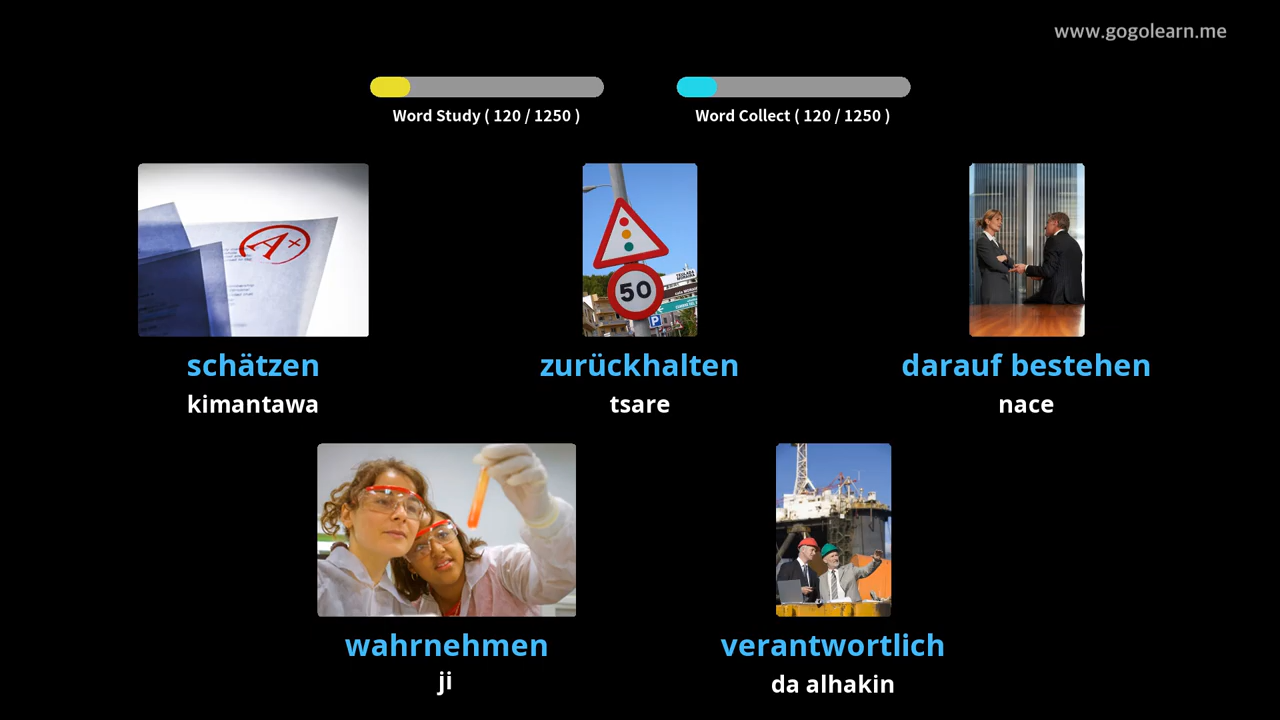 www.gogolearn.me
Word Study ( 120 / 1250 )
Word Collect ( 120 / 1250 )
A+
50
P
schätzen
kimantawa
zurückhalten
tsare
darauf bestehen
nace
wahrnehmen
ji
verantwortlich
da alhakin